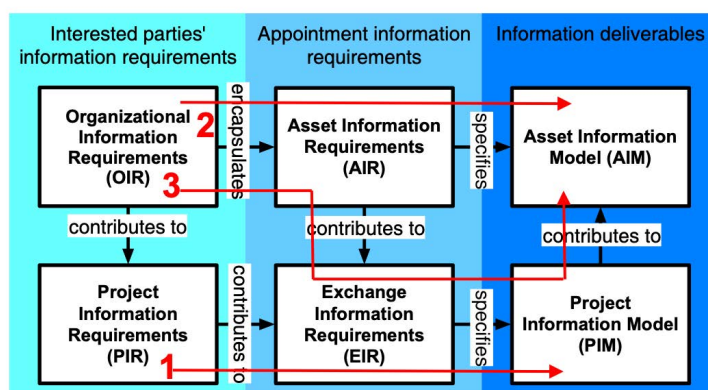 Interested parties'
information requirements
Appointment information
requirements
Information deliverables
Organizational
Information
Requirements
(OIR)
2
3
encapsulates
Asset Information
Requirements
(AIR)
specifies
Asset Information
Model (AIM)
contributes to
contributes to
contributes to
Project
Information
Requirements
(PIR)
1
contributes to
Exchange
Information
Requirements
(EIR)
specifies
Project
Information Model
(PIM)